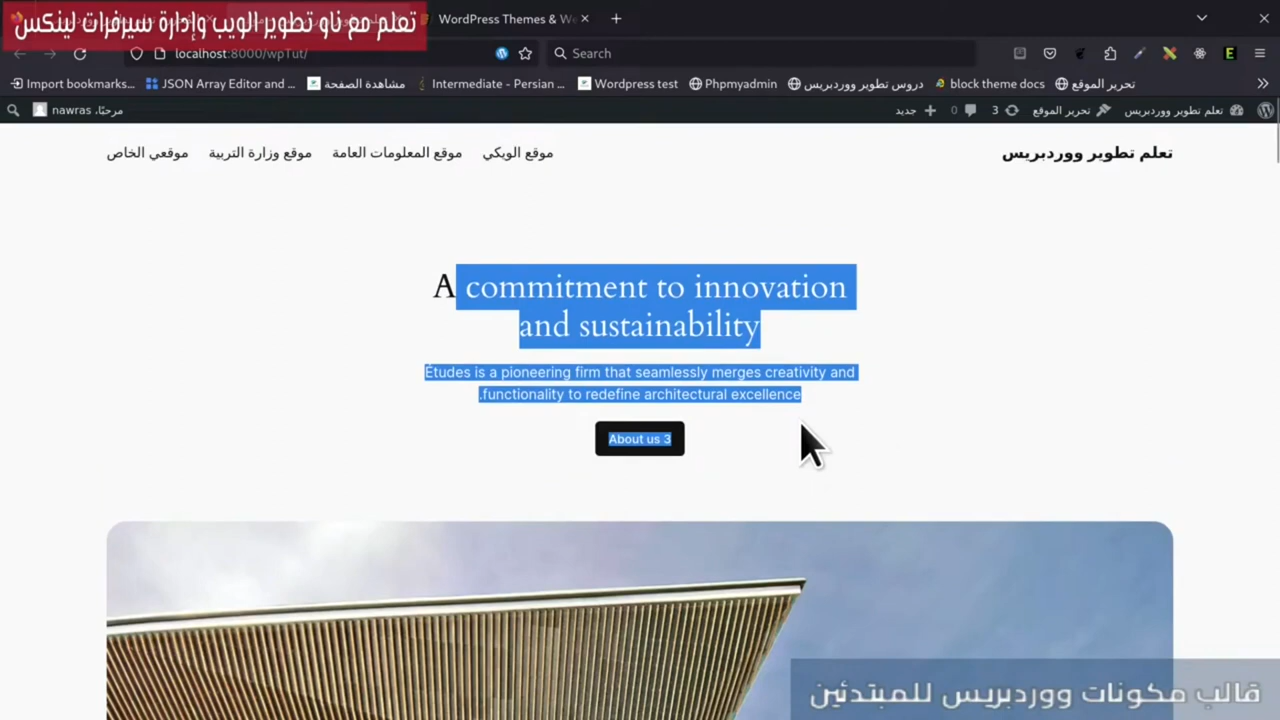 تعلم مع ناو تطوير الويب وإدارة سيرفرات لينكس
WordPress Themes & We
localhost:8000/wpTut/
Search
Import bookmarks...
JSON Array Editor and ...
مشاهدة الصفحة
Intermediate - Persian ...
Wordpress test
Phpmyadmin
دروس تطوير ووردبريس
block theme docs
تحرير الموقع
تعلم تطوير ووردبريس
تحرير الموقع
3
0
جديد
مرحبًا، nawras
تعلم تطوير ووردبريس
موقع الويكي
موقع المعلومات العامة
موقع وزارة التربية
موقعي الخاص
A commitment to innovation
and sustainability
Études is a pioneering firm that seamlessly merges creativity and
.functionality to redefine architectural excellence
About us 3
قالب مكونات ووردبريس للمبتدئين